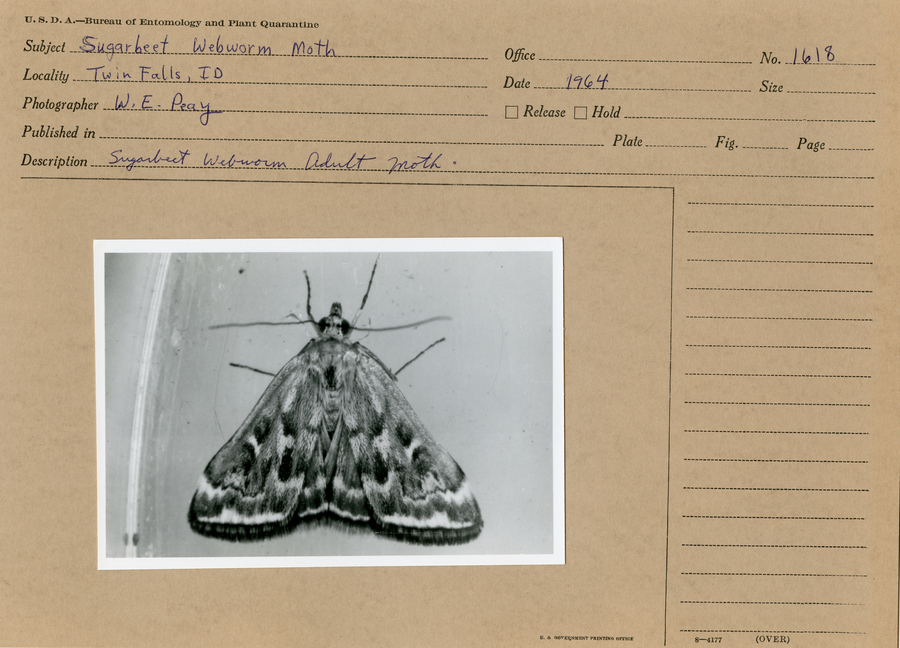 U. S. D. A.—Bureau of Entomology and Plant Quarantine
Subject Sugarbeet Webworm Moth Office No. 1618
Locality Twin Falls, ID Date 1964 Size
Photographer W. E. Peay Release Hold
Published in Plate Fig. Page
Description Sugarbeet Webworm Adult Moth.
U. S. GOVERNMENT PRINTING OFFICE 8—4177 (OVER)